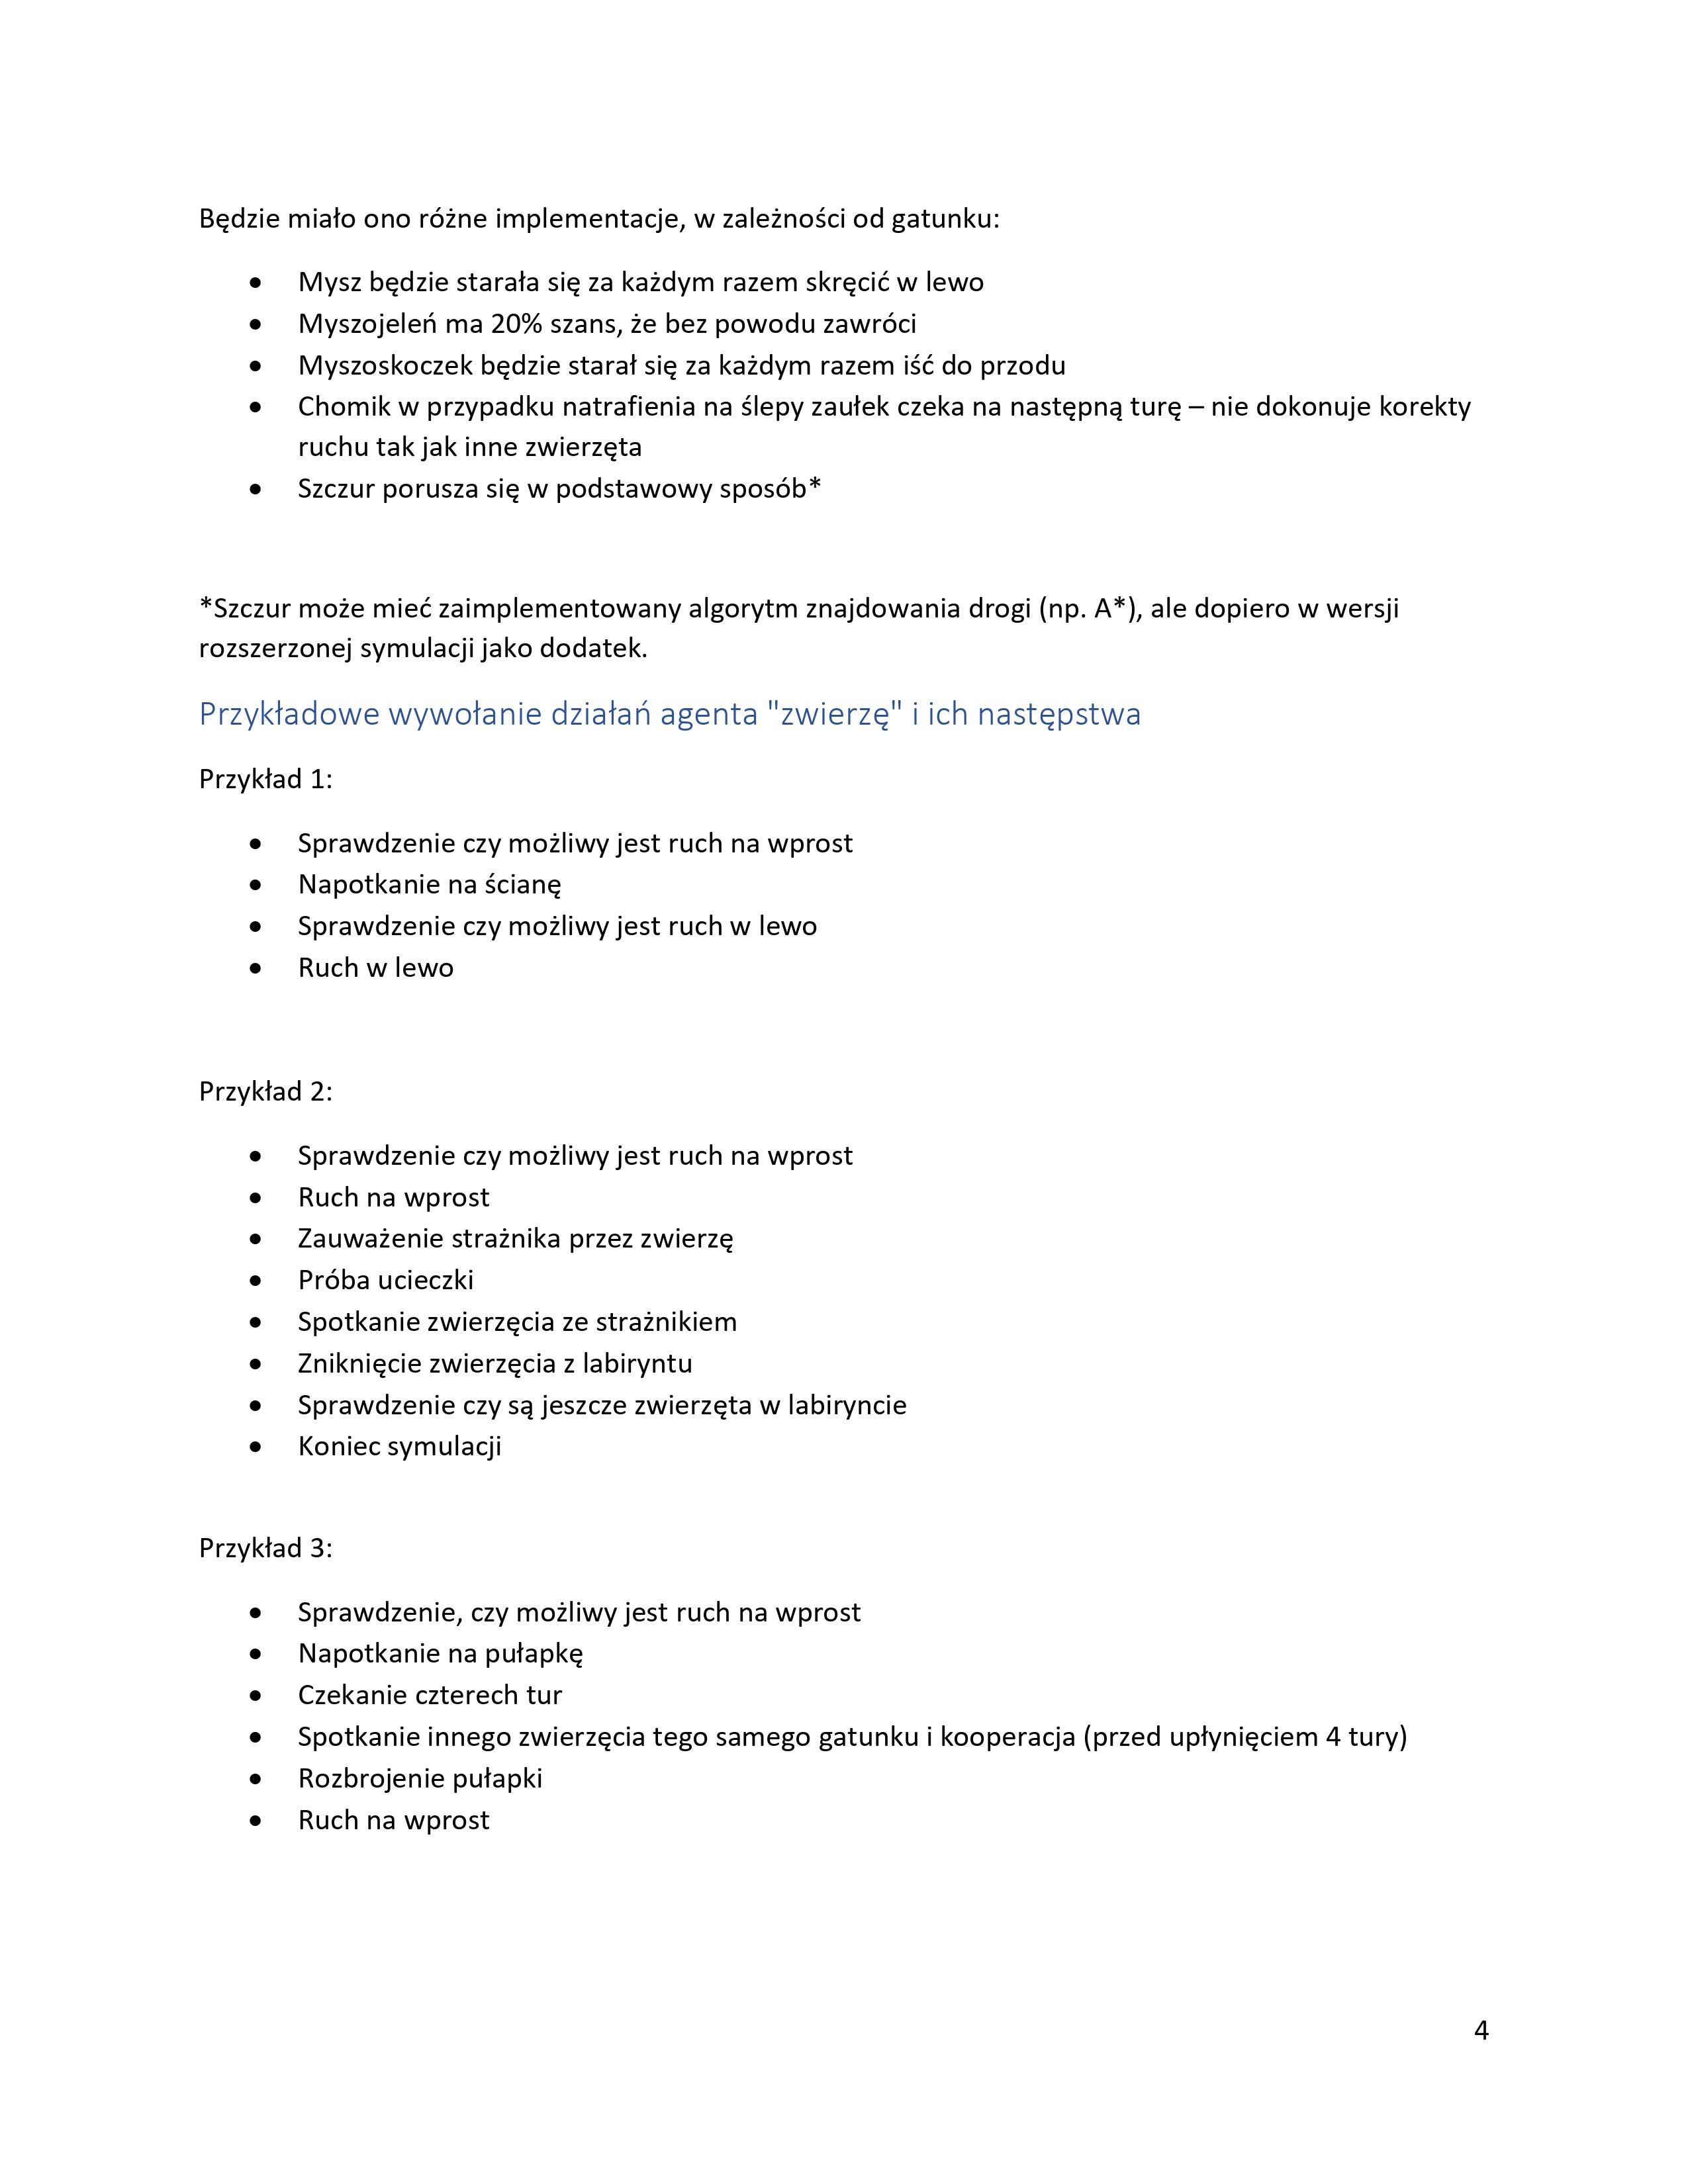 Będzie miało ono różne implementacje, w zależności od gatunku:
• Mysz będzie starała się za każdym razem skręcić w lewo
• Myszojeleń ma 20% szans, że bez powodu zawróci
• Myszoskoczek będzie starał się za każdym razem iść do przodu
• Chomik w przypadku natrafienia na ślepy zaułek czeka na następną turę – nie dokonuje korekty
ruchu tak jak inne zwierzęta
• Szczur porusza się w podstawowy sposób*
*Szczur może mieć zaimplementowany algorytm znajdowania drogi (np. A*), ale dopiero w wersji
rozszerzonej symulacji jako dodatek.
Przykładowe wywołanie działań agenta "zwierzę" i ich następstwa
Przykład 1:
• Sprawdzenie czy możliwy jest ruch na wprost
• Napotkanie na ścianę
• Sprawdzenie czy możliwy jest ruch w lewo
• Ruch w lewo
Przykład 2:
• Sprawdzenie czy możliwy jest ruch na wprost
• Ruch na wprost
• Zauważenie strażnika przez zwierzę
• Próba ucieczki
• Spotkanie zwierzęcia ze strażnikiem
• Zniknięcie zwierzęcia z labiryntu
• Sprawdzenie czy są jeszcze zwierzęta w labiryncie
• Koniec symulacji
Przykład 3:
• Sprawdzenie, czy możliwy jest ruch na wprost
• Napotkanie na pułapkę
• Czekanie czterech tur
• Spotkanie innego zwierzęcia tego samego gatunku i kooperacja (przed upłynięciem 4 tury)
• Rozbrojenie pułapki
• Ruch na wprost
4